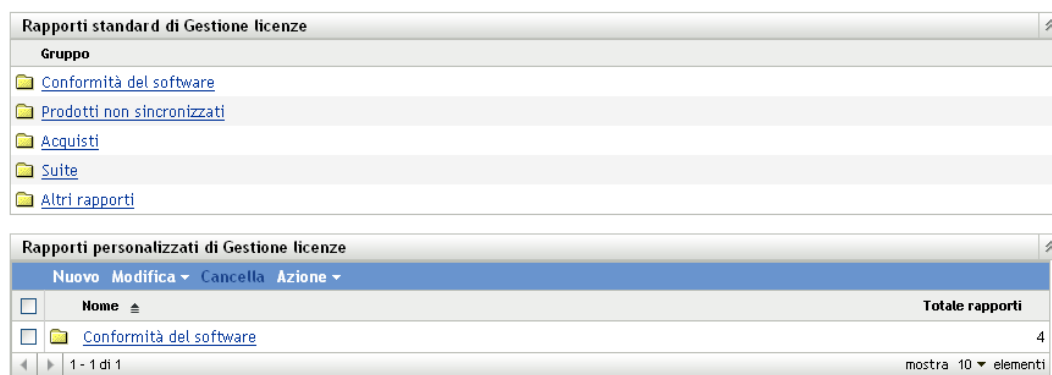 Rapporti standard di Gestione licenze
Gruppo
Conformità del software
Prodotti non sincronizzati
Acquisti
Suite
Altri rapporti
Rapporti personalizzati di Gestione licenze
Nuovo Modifica Cancella Azione
Nome Totale rapporti
Conformità del software 4
1 - 1 di 1 mostra 10 elementi